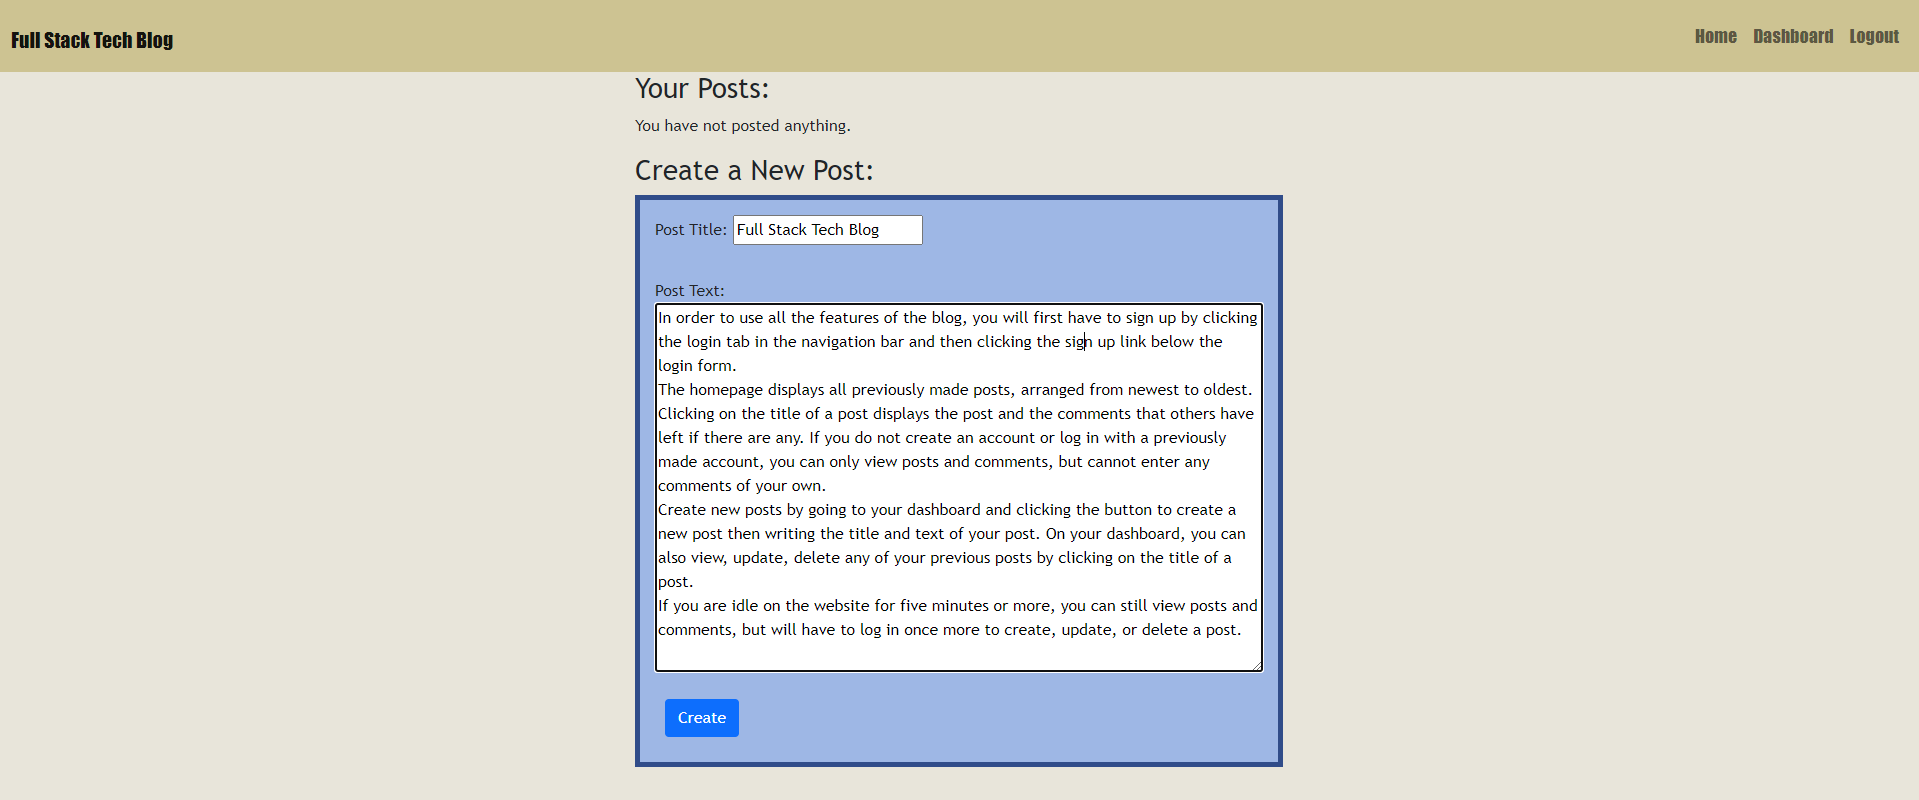 Full Stack Tech Blog
Home Dashboard Logout
Your Posts:
You have not posted anything.
Create a New Post:
Post Title: Full Stack Tech Blog
Post Text:
In order to use all the features of the blog, you will first have to sign up by clicking
the login tab in the navigation bar and then clicking the sign up link below the
login form.
The homepage displays all previously made posts, arranged from newest to oldest.
Clicking on the title of a post displays the post and the comments that others have
left if there are any. If you do not create an account or log in with a previously
made account, you can only view posts and comments, but cannot enter any
comments of your own.
Create new posts by going to your dashboard and clicking the button to create a
new post then writing the title and text of your post. On your dashboard, you can
also view, update, delete any of your previous posts by clicking on the title of a
post.
If you are idle on the website for five minutes or more, you can still view posts and
comments, but will have to log in once more to create, update, or delete a post.
Create